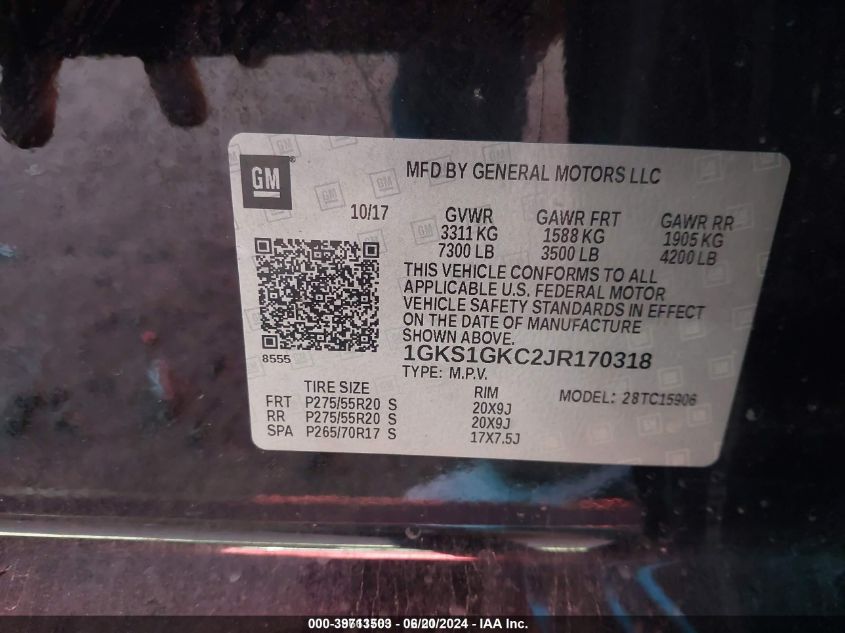 GM
MFD BY GENERAL MOTORS LLC
10/17 GVWR GAWR FRT GAWR RR
3311 KG 1588 KG 1905 KG
7300 LB 3500 LB 4200 LB
THIS VEHICLE CONFORMS TO ALL
APPLICABLE U.S. FEDERAL MOTOR
VEHICLE SAFETY STANDARDS IN EFFECT
ON THE DATE OF MANUFACTURE
SHOWN ABOVE.
8555 1GKS1GKC2JR170318
TYPE: M.P.V.
TIRE SIZE RIM MODEL: 28TC15906
FRT P275/55R20 S 20X9J
RR P275/55R20 S 20X9J
SPA P265/70R17 S 17X7.5J
06/20/2024 - IAA Inc.